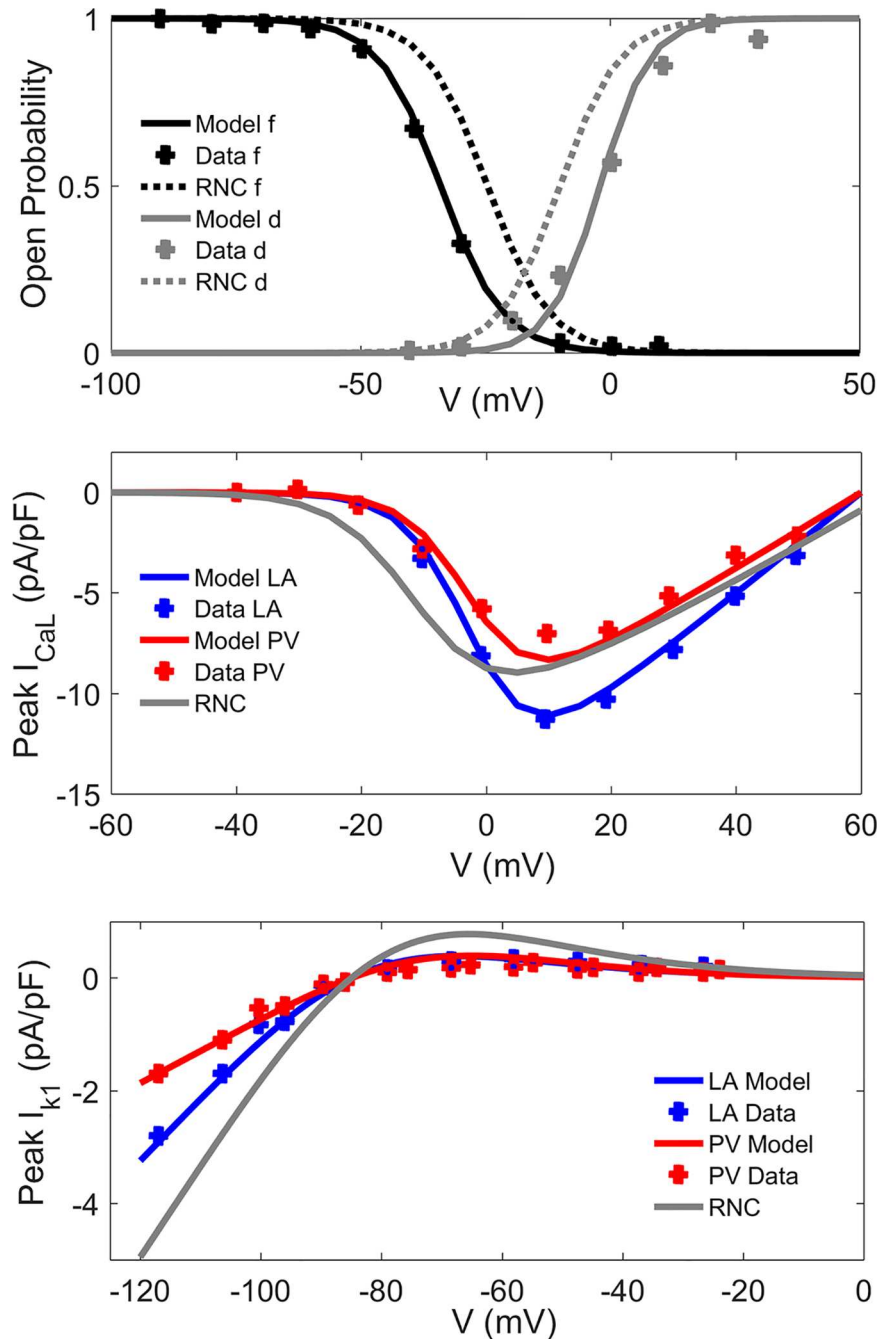 1
0.5
0
Open Probability
Model f
Data f
RNC f
Model d
Data d
RNC d
-100 -50 0 50
V (mV)
0
-5
-10
-15
Peak I_CaL (pA/pF)
Model LA
Data LA
Model PV
Data PV
RNC
-60 -40 -20 0 20 40 60
V (mV)
0
-2
-4
Peak I_k1 (pA/pF)
LA Model
LA Data
PV Model
PV Data
RNC
-120 -100 -80 -60 -40 -20 0
V (mV)